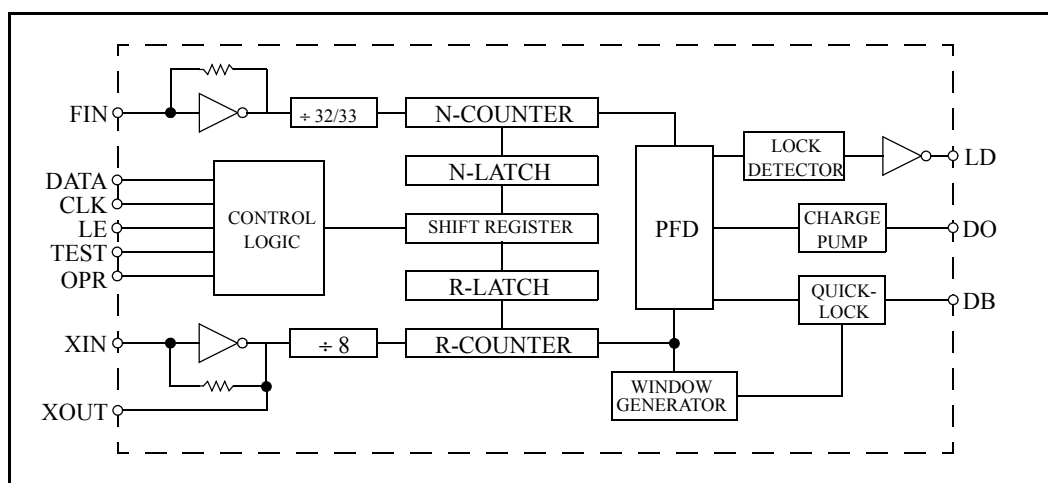 FIN
÷ 32/33
N-COUNTER
LOCK
DETECTOR
LD
DATA
CLK
LE
TEST
OPR
CONTROL
LOGIC
N-LATCH
SHIFT REGISTER
R-LATCH
PFD
CHARGE
PUMP
DO
QUICK-
LOCK
DB
XIN
÷ 8
R-COUNTER
WINDOW
GENERATOR
XOUT